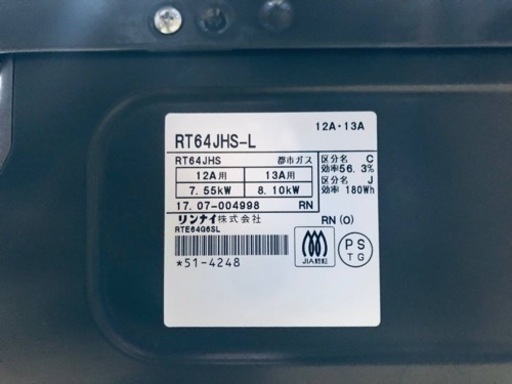 RT64JHS-L 12A・13A
RT64JHS 都市ガス 区分名 C
12A用 13A用 効率56.3%
7.55kW 8.10kW 区分名 J
効率 180Wh
17.07-004998 RN
リンナイ株式会社 RN(O)
RTE64G6SL
JIA認証
PS
TG
*51-4248